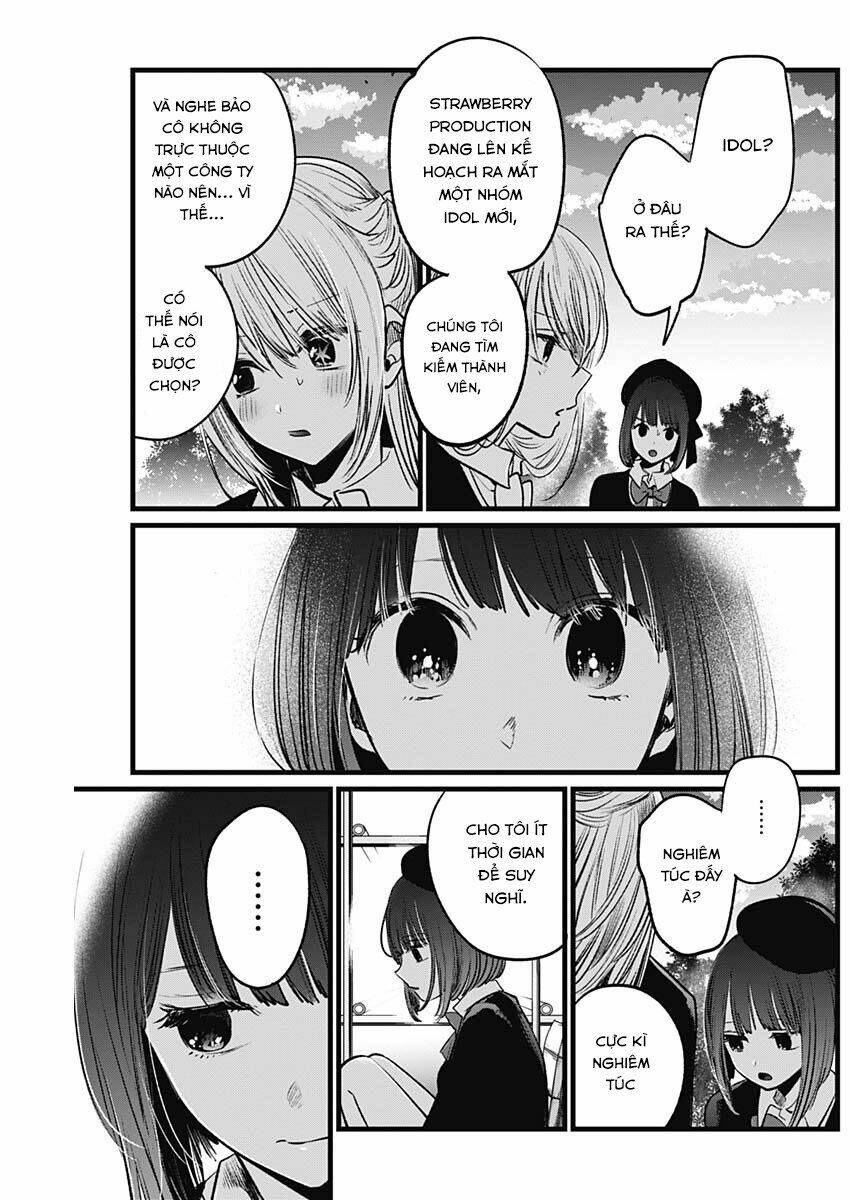 IDOL?
Ở ĐÂU
RA THẾ?
STRAWBERRY
PRODUCTION
ĐANG LÊN KẾ
HOẠCH RA MẮT
MỘT NHÓM
IDOL MỚI,
CHÚNG TÔI
ĐANG TÌM
KIẾM THÀNH
VIÊN,
VÀ NGHE BẢO
CÔ KHÔNG
TRỰC THUỘC
MỘT CÔNG TY
NÀO NÊN... VÌ
THẾ...
CÓ
THỂ NÓI
LÀ CÔ
ĐƯỢC
CHỌN?
......
NGHIÊM
TÚC ĐẤY
À?
CỰC KÌ
NGHIÊM
TÚC
CHO TÔI ÍT
THỜI GIAN
ĐỂ SUY
NGHĨ.
......